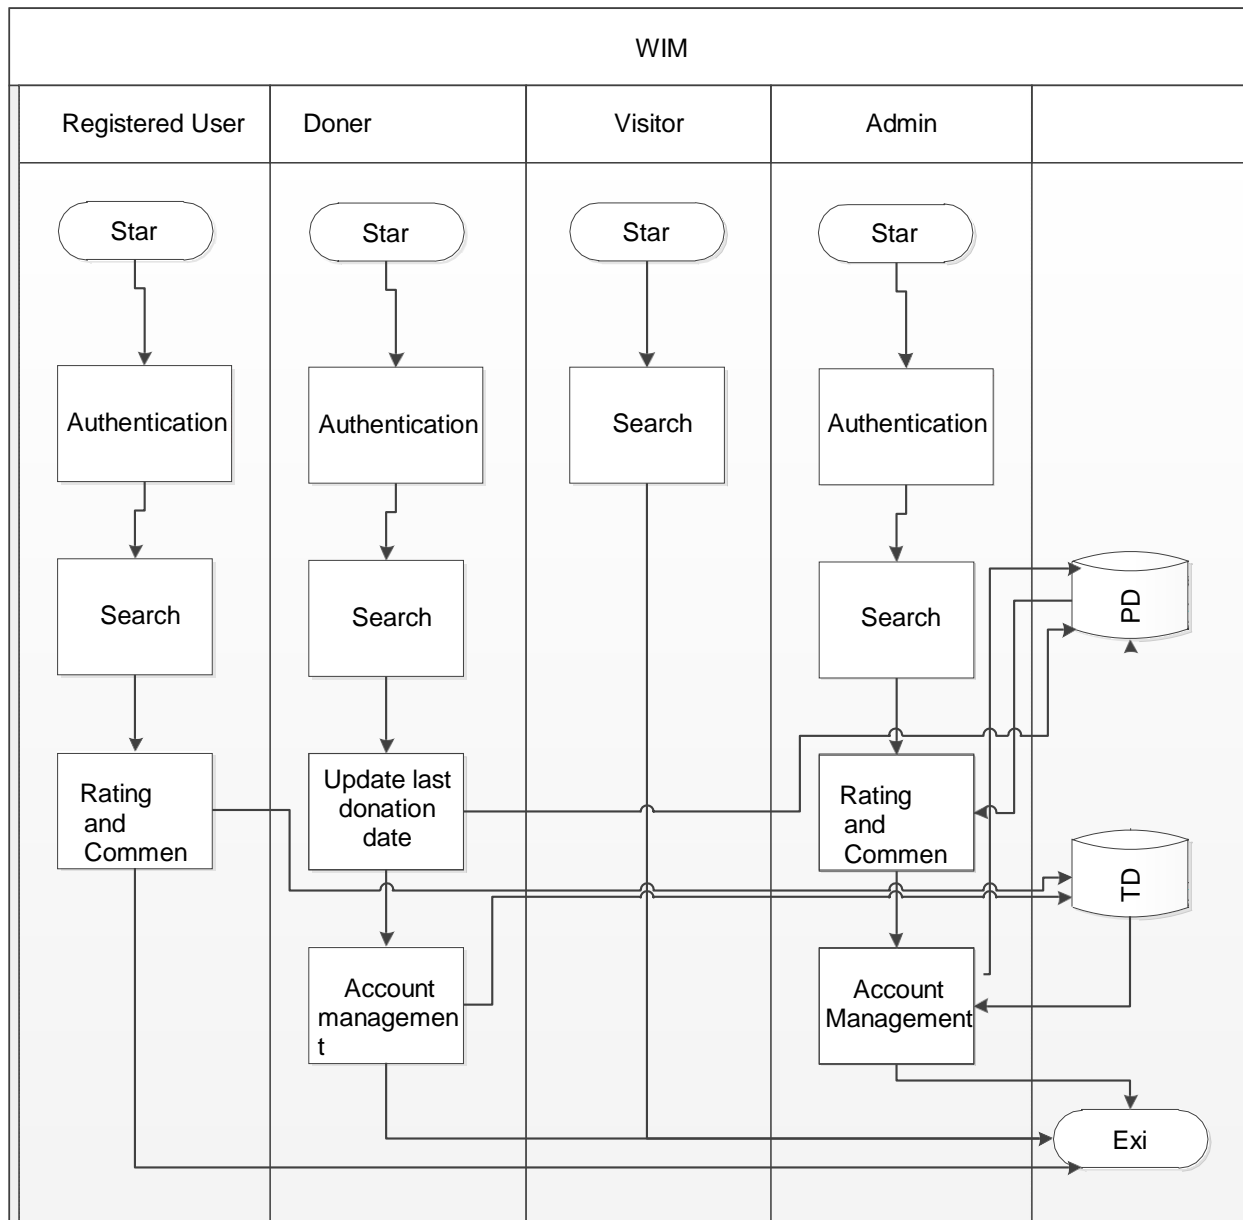 WIM
Registered User
Doner
Visitor
Admin
Star
Star
Star
Star
Authentication
Authentication
Search
Authentication
Search
Search
Search
PD
Rating
and
Commen
Update last
donation
date
Rating
and
Commen
TD
Account
managemen
t
Account
Management
Exi